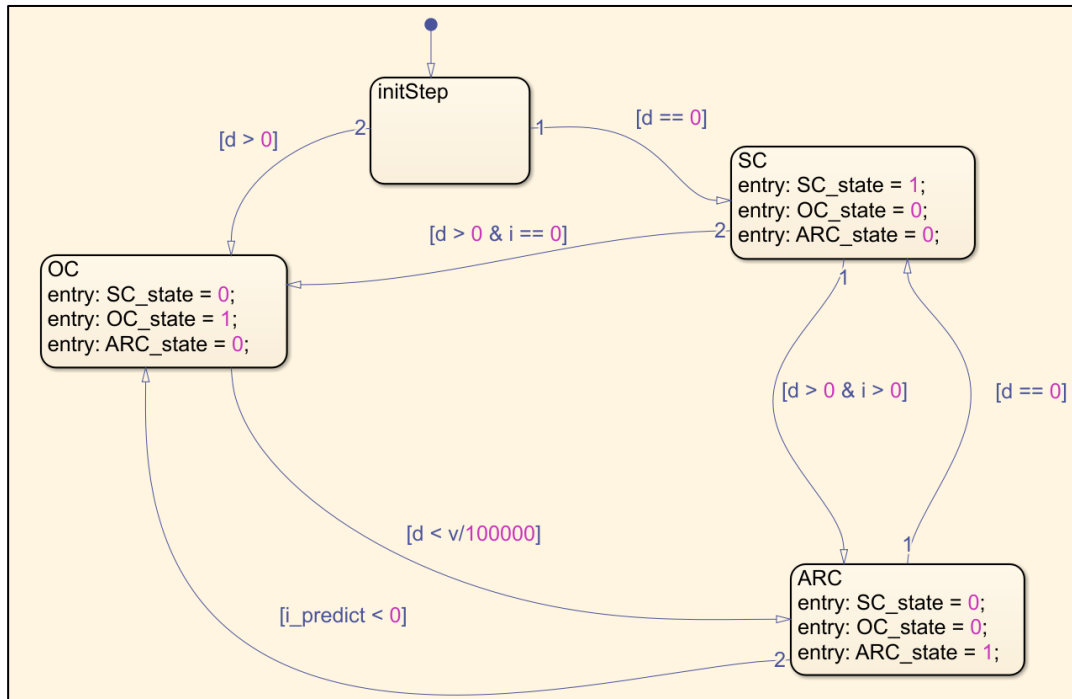 initStep
[d > 0]
2
1
[d == 0]
SC
entry: SC_state = 1;
entry: OC_state = 0;
entry: ARC_state = 0;
[d > 0 & i == 0]
2
1
OC
entry: SC_state = 0;
entry: OC_state = 1;
entry: ARC_state = 0;
[d > 0 & i > 0]
[d == 0]
[d < v/100000]
1
ARC
entry: SC_state = 0;
entry: OC_state = 0;
entry: ARC_state = 1;
[i_predict < 0]
2